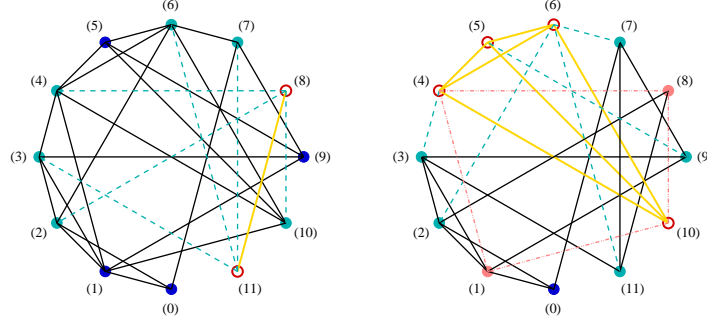 (6) (6)
(5) (7) (5) (7)
(4) (8) (4) (8)
(3) (9) (3) (9)
(2) (10) (2) (10)
(1) (11) (1) (11)
(0) (0)